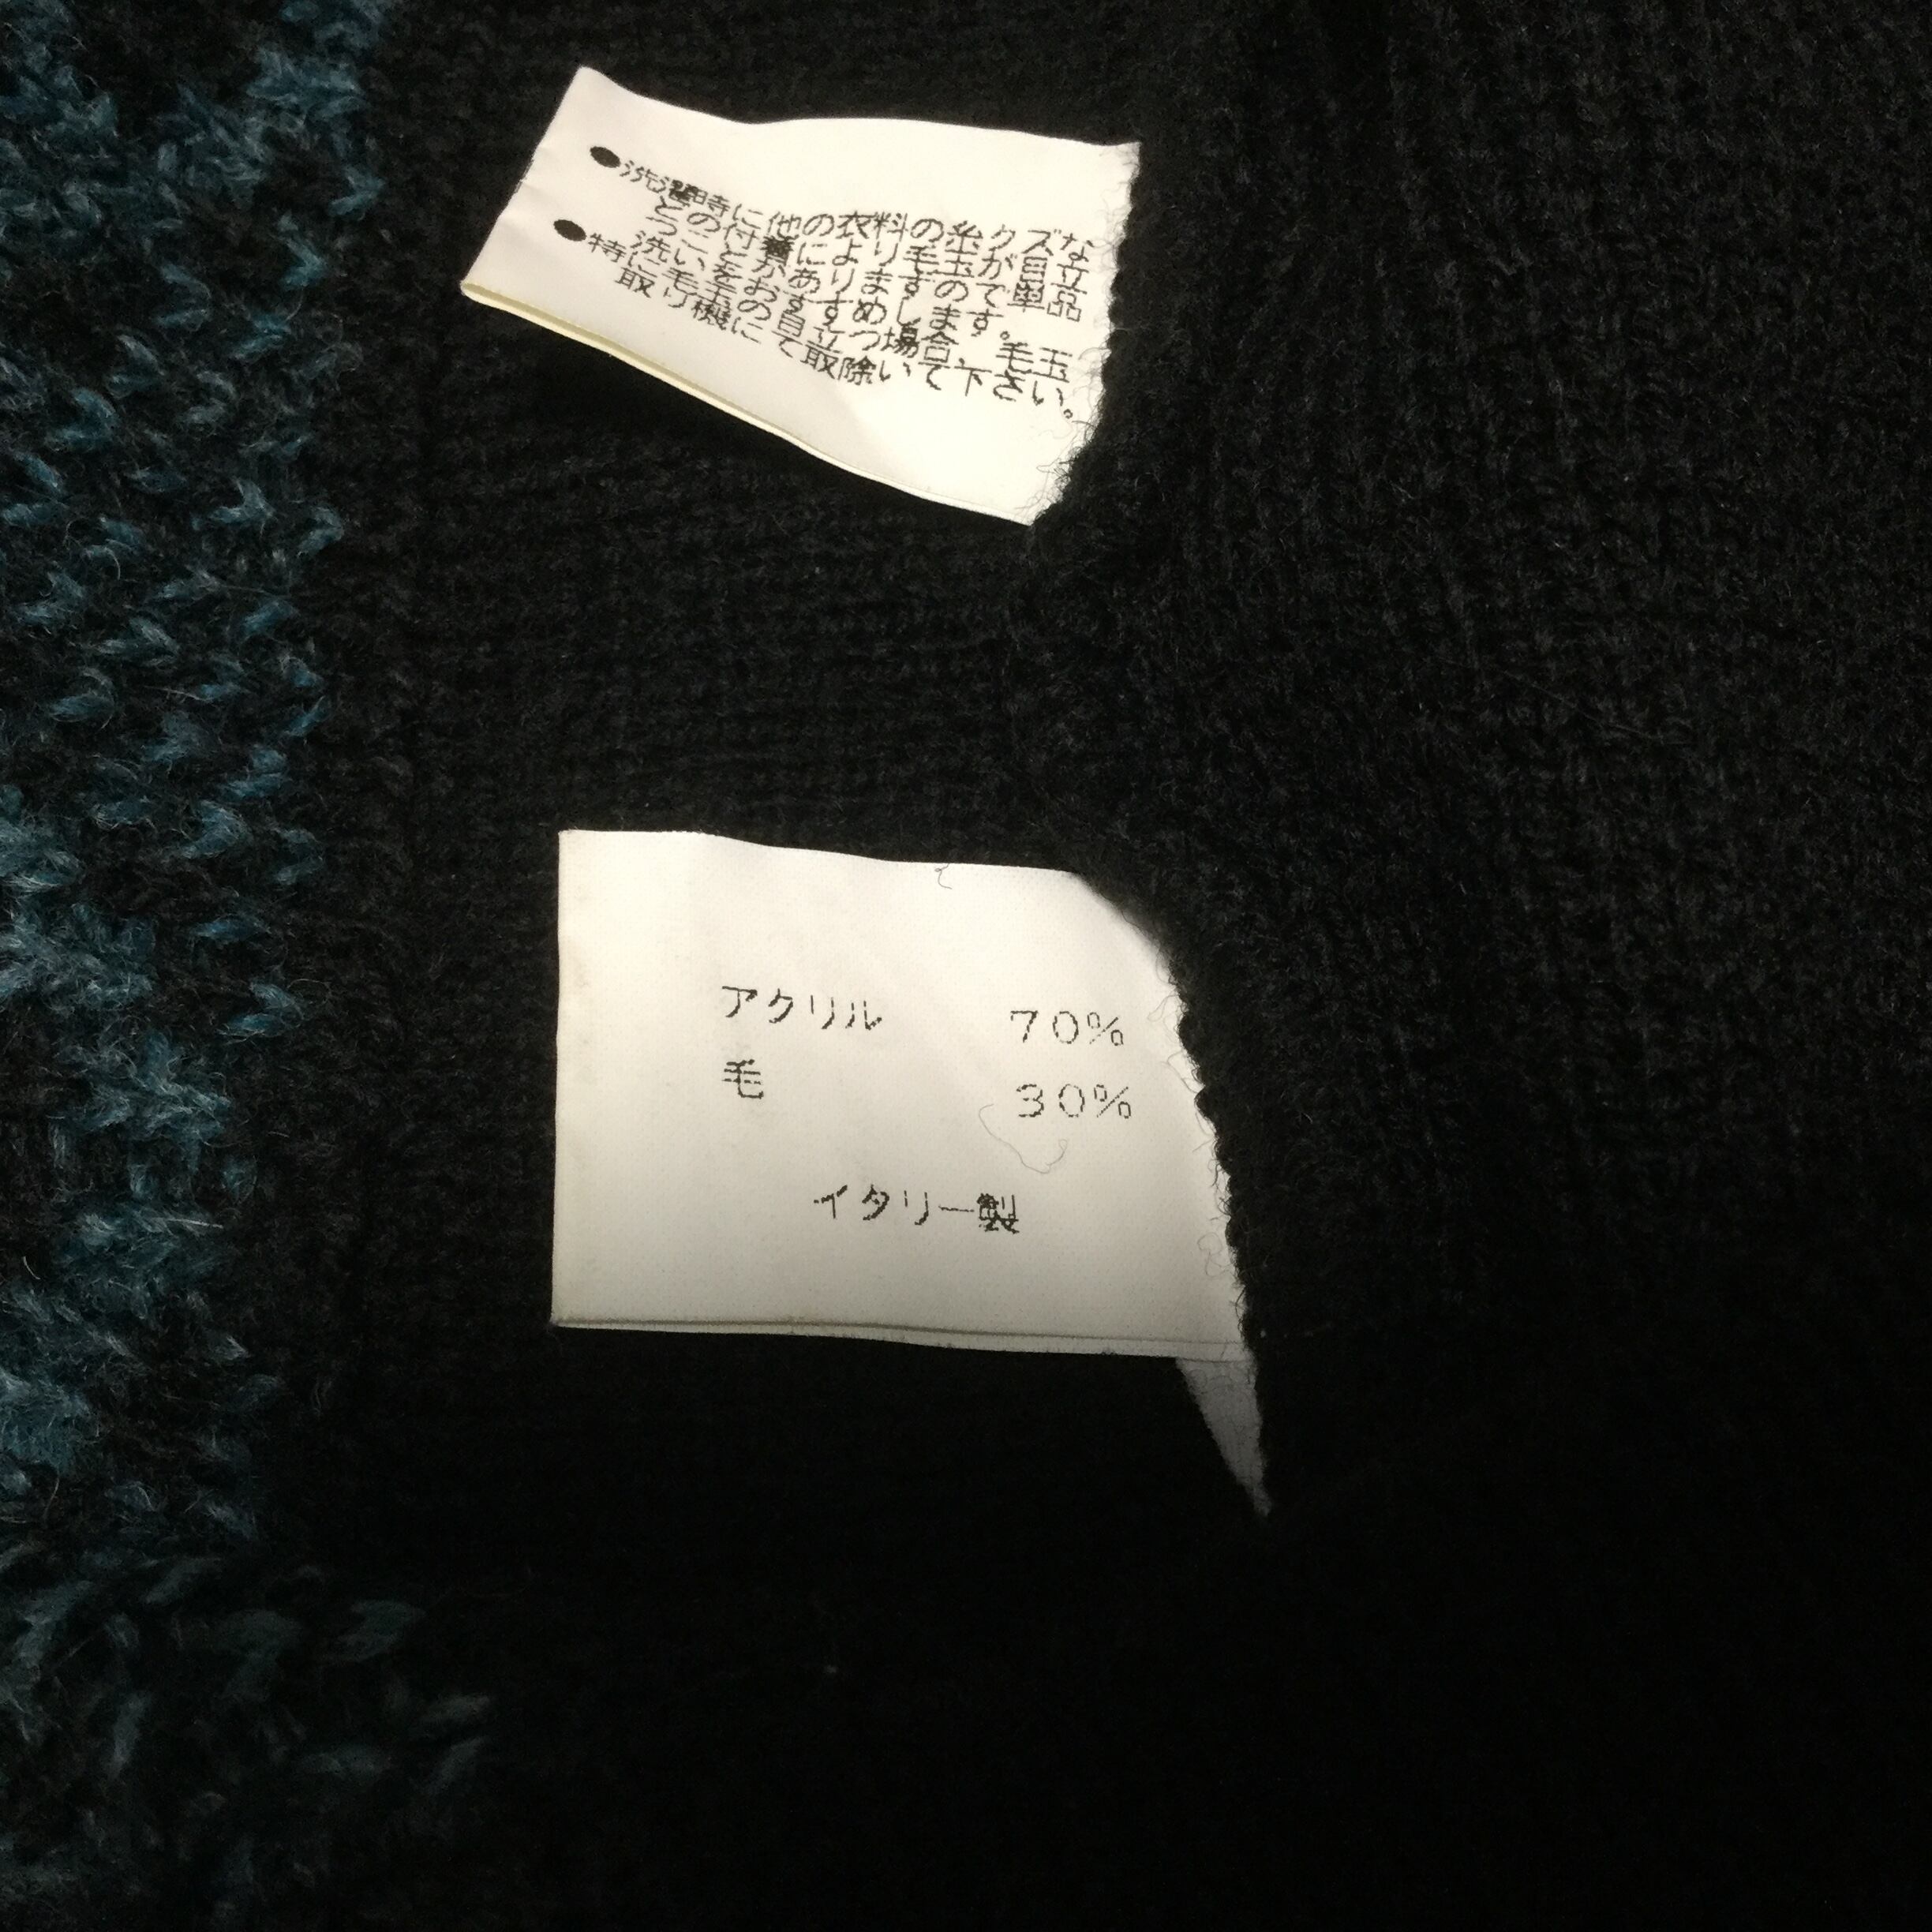 ●洗濯時に他の衣料の糸クズな
どの付着により毛玉が目立
つことがありますので単品
洗いをおすすめします。
●特に毛玉の目立つ場合、毛玉
取り機にて取除いて下さい。
アクリル 70%
毛 30%
イタリー製